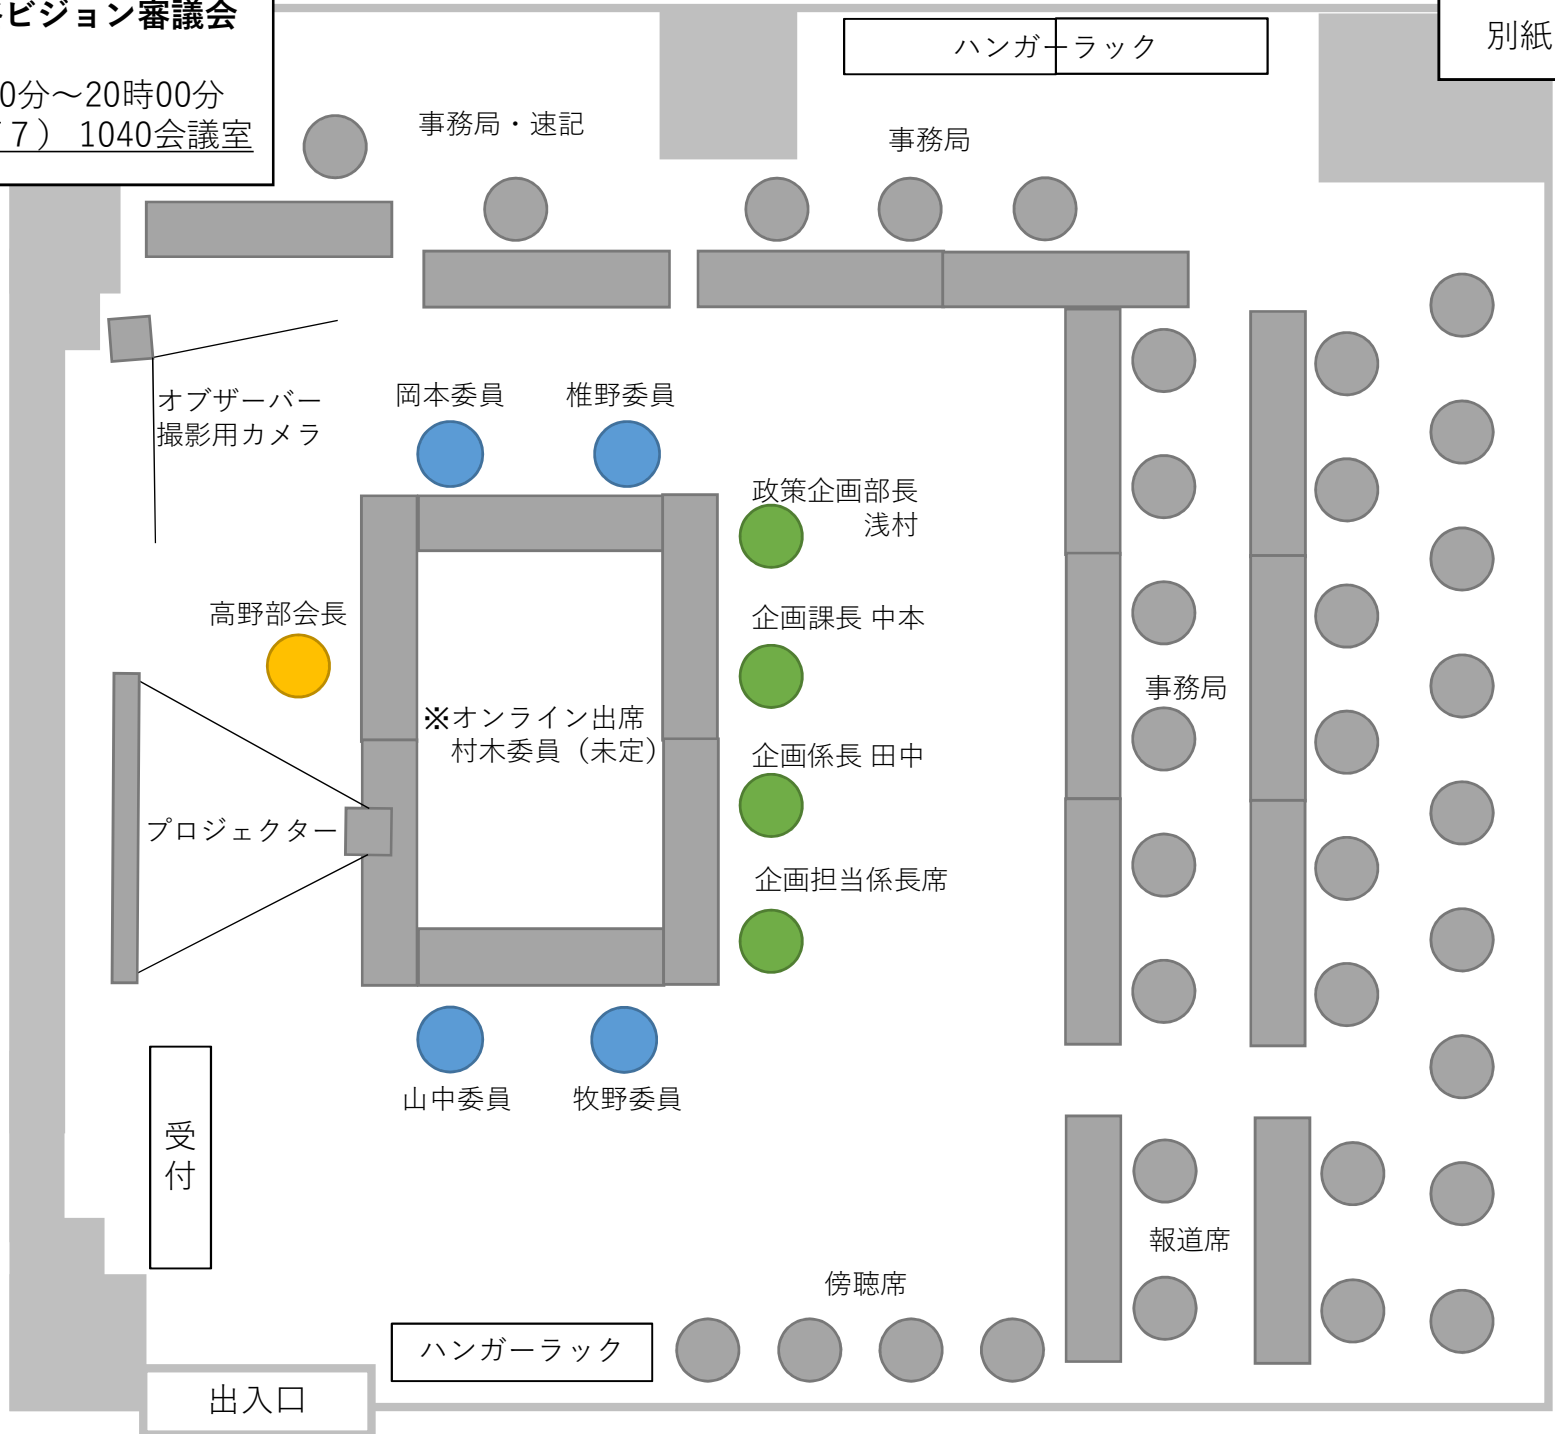 ビジョン審議会
0分～20時00分
７） 1040会議室
別紙
ハンガーラック
事務局・速記
事務局
オブザーバー
撮影用カメラ
岡本委員
椎野委員
政策企画部長
浅村
高野部会長
企画課長 中本
※オンライン出席
村木委員（未定）
事務局
企画係長 田中
プロジェクター
企画担当係長席
山中委員
牧野委員
受付
報道席
傍聴席
ハンガーラック
出入口